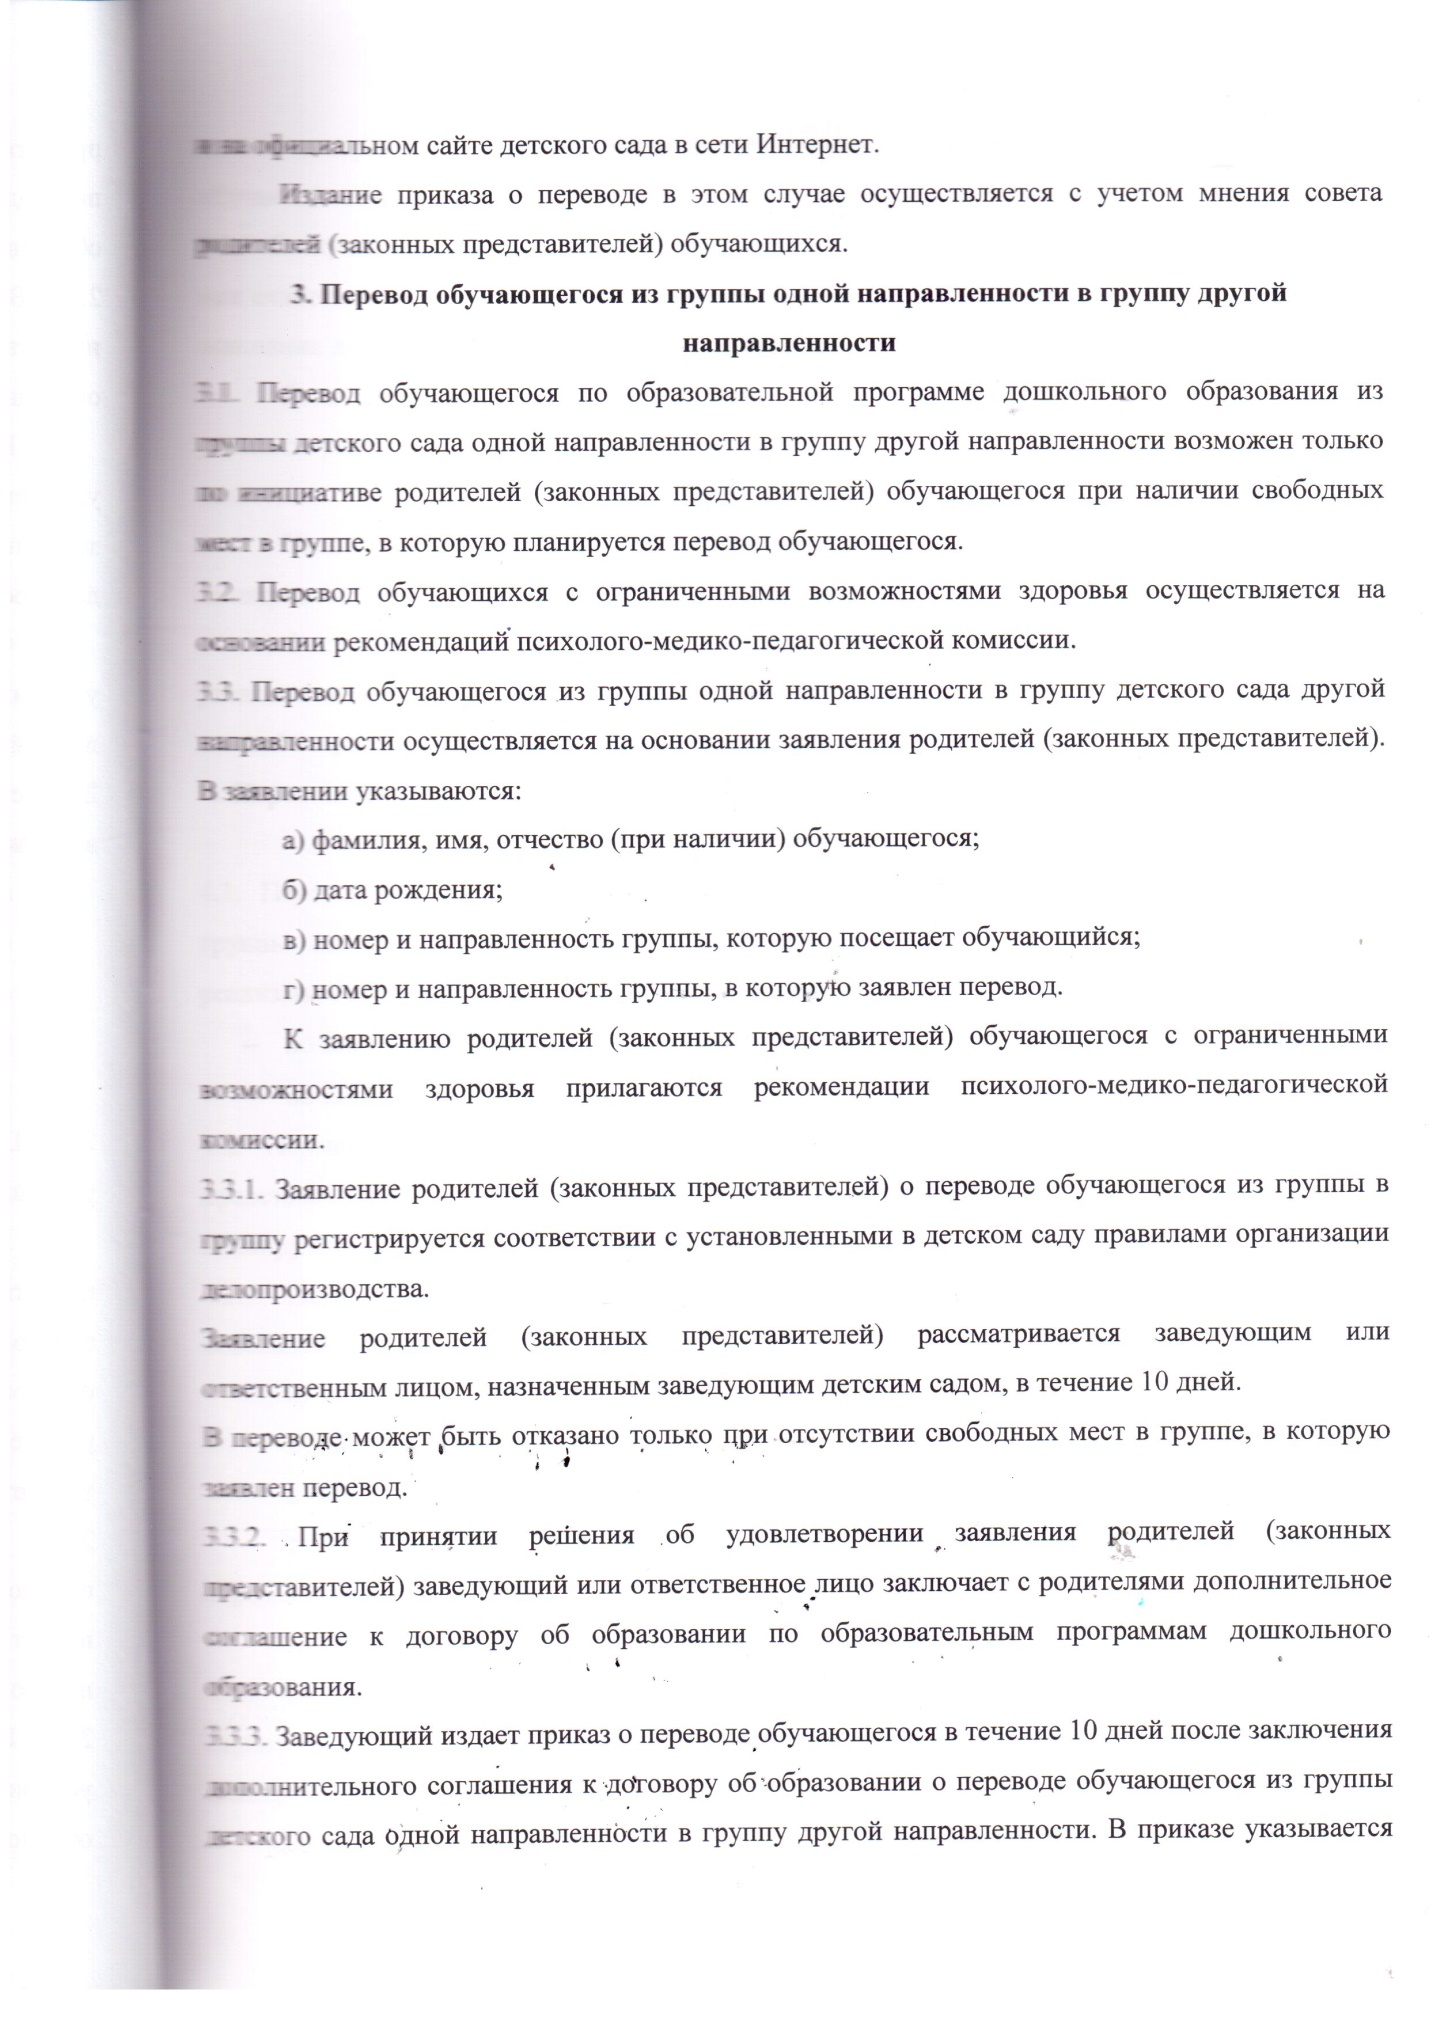 и на официальном сайте детского сада в сети Интернет.
Издание приказа о переводе в этом случае осуществляется с учетом мнения совета
родителей (законных представителей) обучающихся.
3. Перевод обучающегося из группы одной направленности в группу другой
направленности
3.1. Перевод обучающегося по образовательной программе дошкольного образования из
группы детского сада одной направленности в группу другой направленности возможен только
по инициативе родителей (законных представителей) обучающегося при наличии свободных
мест в группе, в которую планируется перевод обучающегося.
3.2. Перевод обучающихся с ограниченными возможностями здоровья осуществляется на
основании рекомендаций психолого-медико-педагогической комиссии.
3.3. Перевод обучающегося из группы одной направленности в группу детского сада другой
направленности осуществляется на основании заявления родителей (законных представителей).
В заявлении указываются:
а) фамилия, имя, отчество (при наличии) обучающегося;
б) дата рождения;
в) номер и направленность группы, которую посещает обучающийся;
г) номер и направленность группы, в которую заявлен перевод.
К заявлению родителей (законных представителей) обучающегося с ограниченными
возможностями здоровья прилагаются рекомендации психолого-медико-педагогической
комиссии.
3.3.1. Заявление родителей (законных представителей) о переводе обучающегося из группы в
группу регистрируется соответствии с установленными в детском саду правилами организации
делопроизводства.
Заявление родителей (законных представителей) рассматривается заведующим или
ответственным лицом, назначенным заведующим детским садом, в течение 10 дней.
В переводе может быть отказано только при отсутствии свободных мест в группе, в которую
заявлен перевод.
3.3.2. При принятии решения об удовлетворении заявления родителей (законных
представителей) заведующий или ответственное лицо заключает с родителями дополнительное
соглашение к договору об образовании по образовательным программам дошкольного
образования.
3.3.3. Заведующий издает приказ о переводе обучающегося в течение 10 дней после заключения
дополнительного соглашения к договору об образовании о переводе обучающегося из группы
детского сада одной направленности в группу другой направленности. В приказе указывается